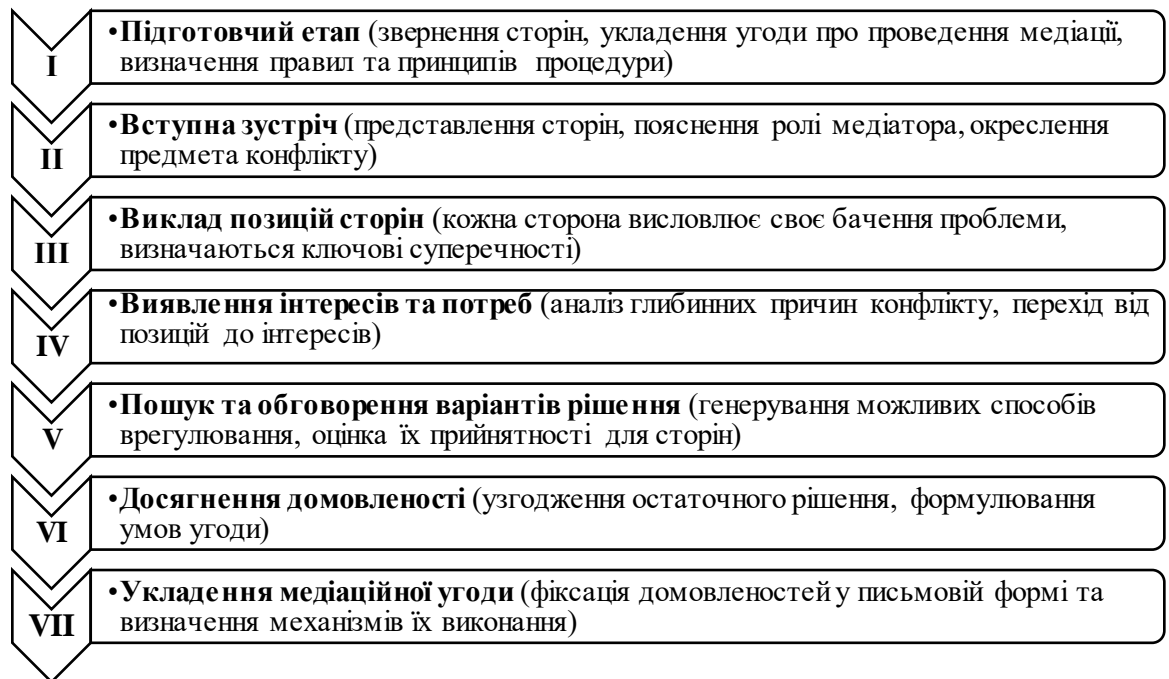 I
•Підготовчий етап (звернення сторін, укладення угоди про проведення медіації,
визначення правил та принципів процедури)
II
•Вступна зустріч (представлення сторін, пояснення ролі медіатора, окреслення
предмета конфлікту)
III
•Виклад позицій сторін (кожна сторона висловлює своє бачення проблеми,
визначаються ключові суперечності)
IV
•Виявлення інтересів та потреб (аналіз глибинних причин конфлікту, перехід від
позицій до інтересів)
V
•Пошук та обговорення варіантів рішення (генерування можливих способів
врегулювання, оцінка їх прийнятності для сторін)
VI
•Досягнення домовленості (узгодження остаточного рішення, формулювання
умов угоди)
VII
•Укладення медіаційної угоди (фіксація домовленостей у письмовій формі та
визначення механізмів їх виконання)